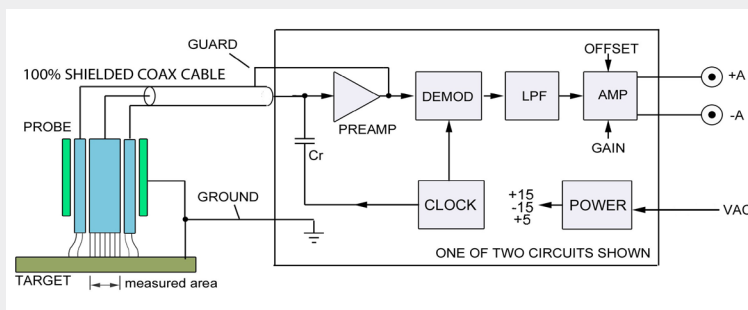 GUARD
OFFSET
100% SHIELDED COAX CABLE
+A
DEMOD
LPF
AMP
PROBE
PREAMP
-A
Cr
GAIN
GROUND
CLOCK
+15
-15
+5
POWER
VAC
ONE OF TWO CIRCUITS SHOWN
TARGET
measured area